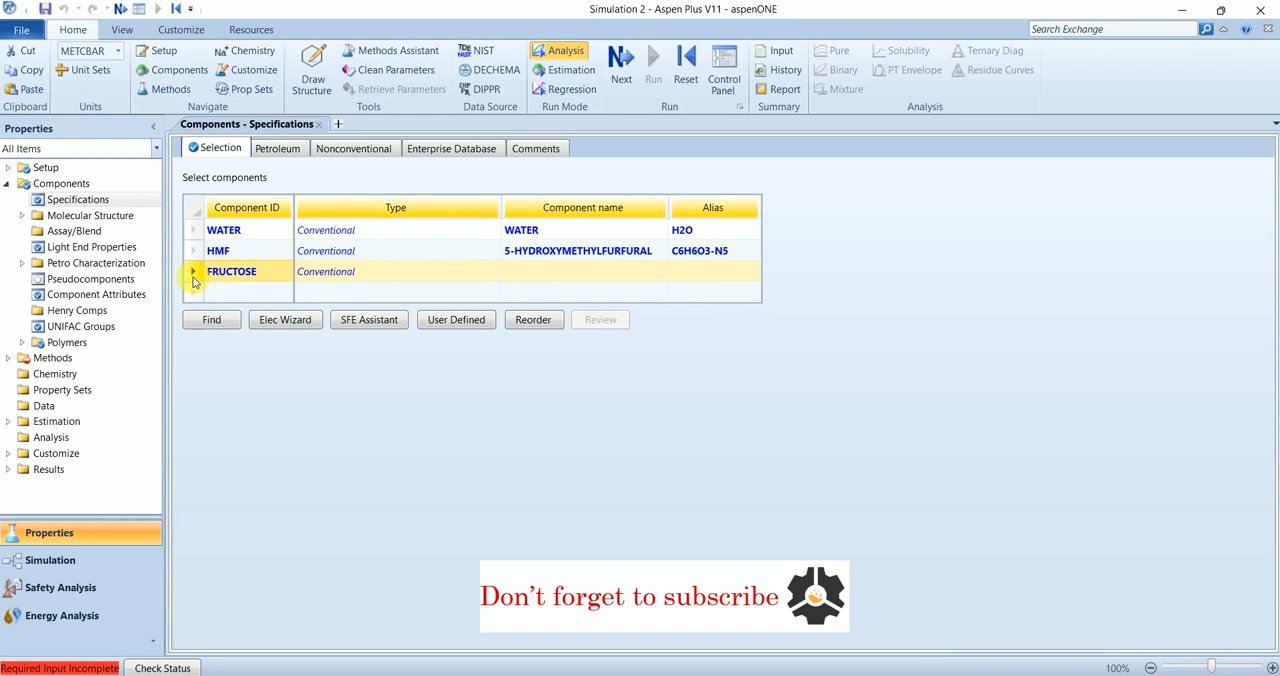 Simulation 2 - Aspen Plus V11 - aspenONE
File Home View Customize Resources Search Exchange
Cut METCBAR Setup Chemistry Methods Assistant NIST Analysis Input Pure Solubility Ternary Diag
Copy Unit Sets Components Customize Clean Parameters DECHEMA Estimation History Binary PT Envelope Residue Curves
Paste Methods Prop Sets Draw Structure Retrieve Parameters DIPPR Regression Next Run Reset Control Panel Report Mixture
Clipboard Units Navigate Tools Data Source Run Mode Run Summary Analysis
Properties
All Items
Setup
Components
Specifications
Molecular Structure
Assay/Blend
Light End Properties
Petro Characterization
Pseudocomponents
Component Attributes
Henry Comps
UNIFAC Groups
Polymers
Methods
Chemistry
Property Sets
Data
Estimation
Analysis
Customize
Results
Properties
Simulation
Safety Analysis
Energy Analysis
Components - Specifications
Selection Petroleum Nonconventional Enterprise Database Comments
Select components
Component ID Type Component name Alias
WATER Conventional WATER H2O
HMF Conventional 5-HYDROXYMETHYLFURFURAL C6H6O3-N5
FRUCTOSE Conventional
Find Elec Wizard SFE Assistant User Defined Reorder Review
Don't forget to subscribe
Required Input Incomplete Check Status 100%